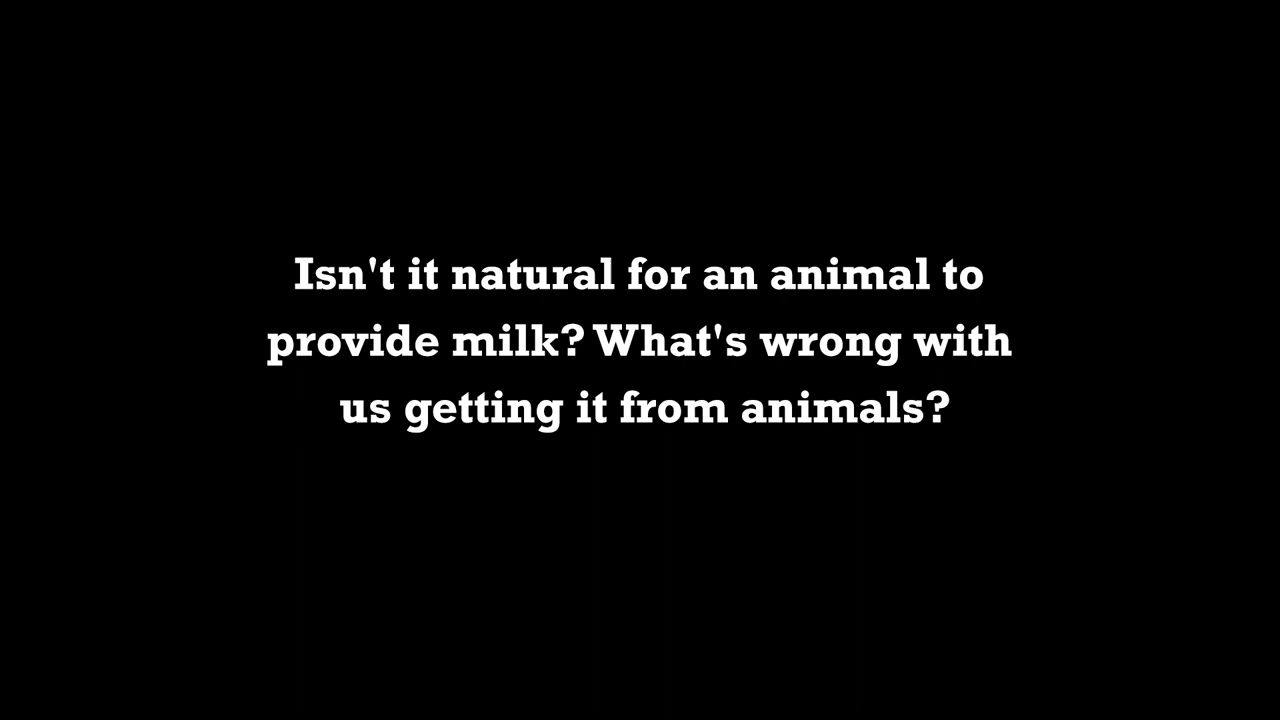 Isn't it natural for an animal to
provide milk? What's wrong with
us getting it from animals?